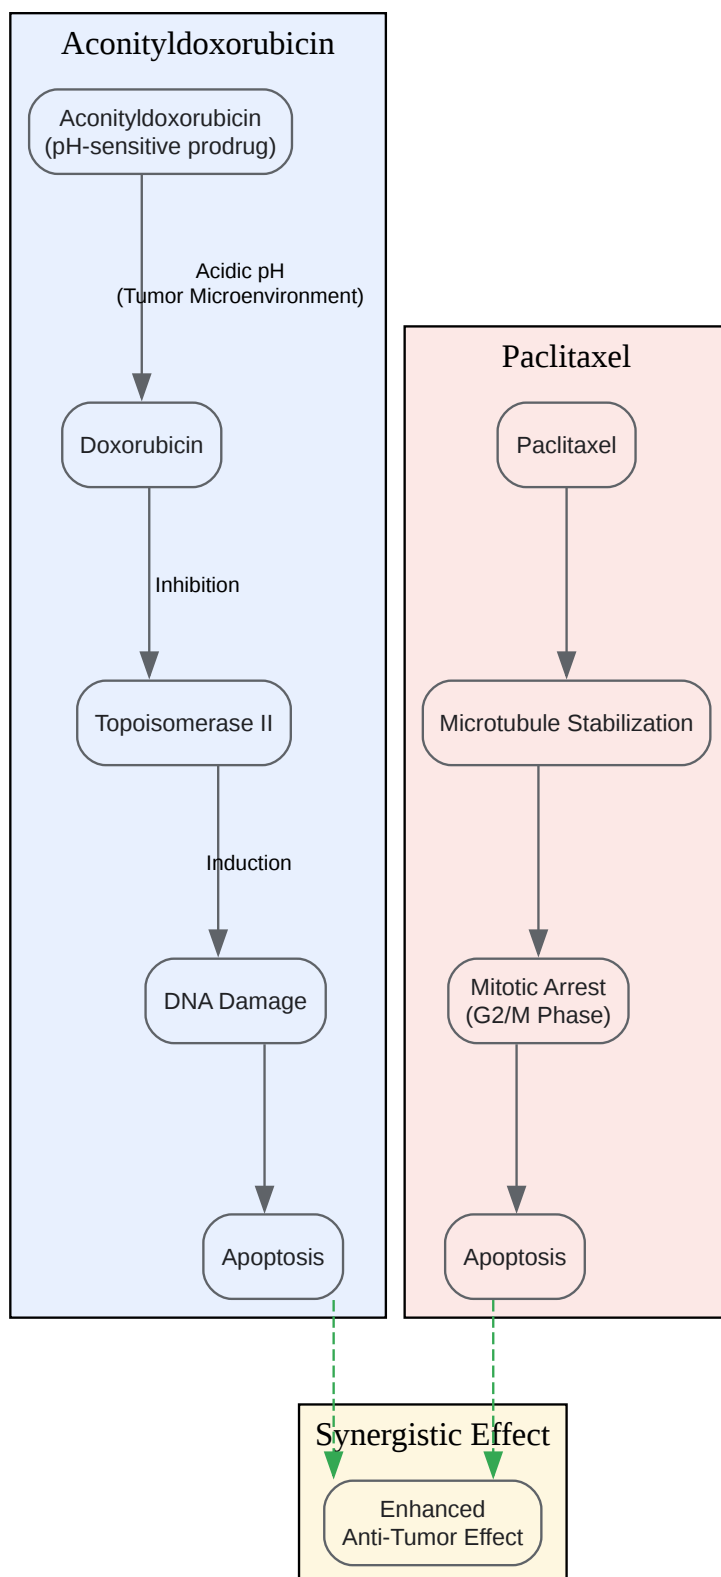 Aconityldoxorubicin
Aconityldoxorubicin
(pH-sensitive prodrug)
Acidic pH
(Tumor Microenvironment)
Doxorubicin
Inhibition
Topoisomerase II
Induction
DNA Damage
Apoptosis
Paclitaxel
Paclitaxel
Microtubule Stabilization
Mitotic Arrest
(G2/M Phase)
Apoptosis
Synergistic Effect
Enhanced
Anti-Tumor Effect